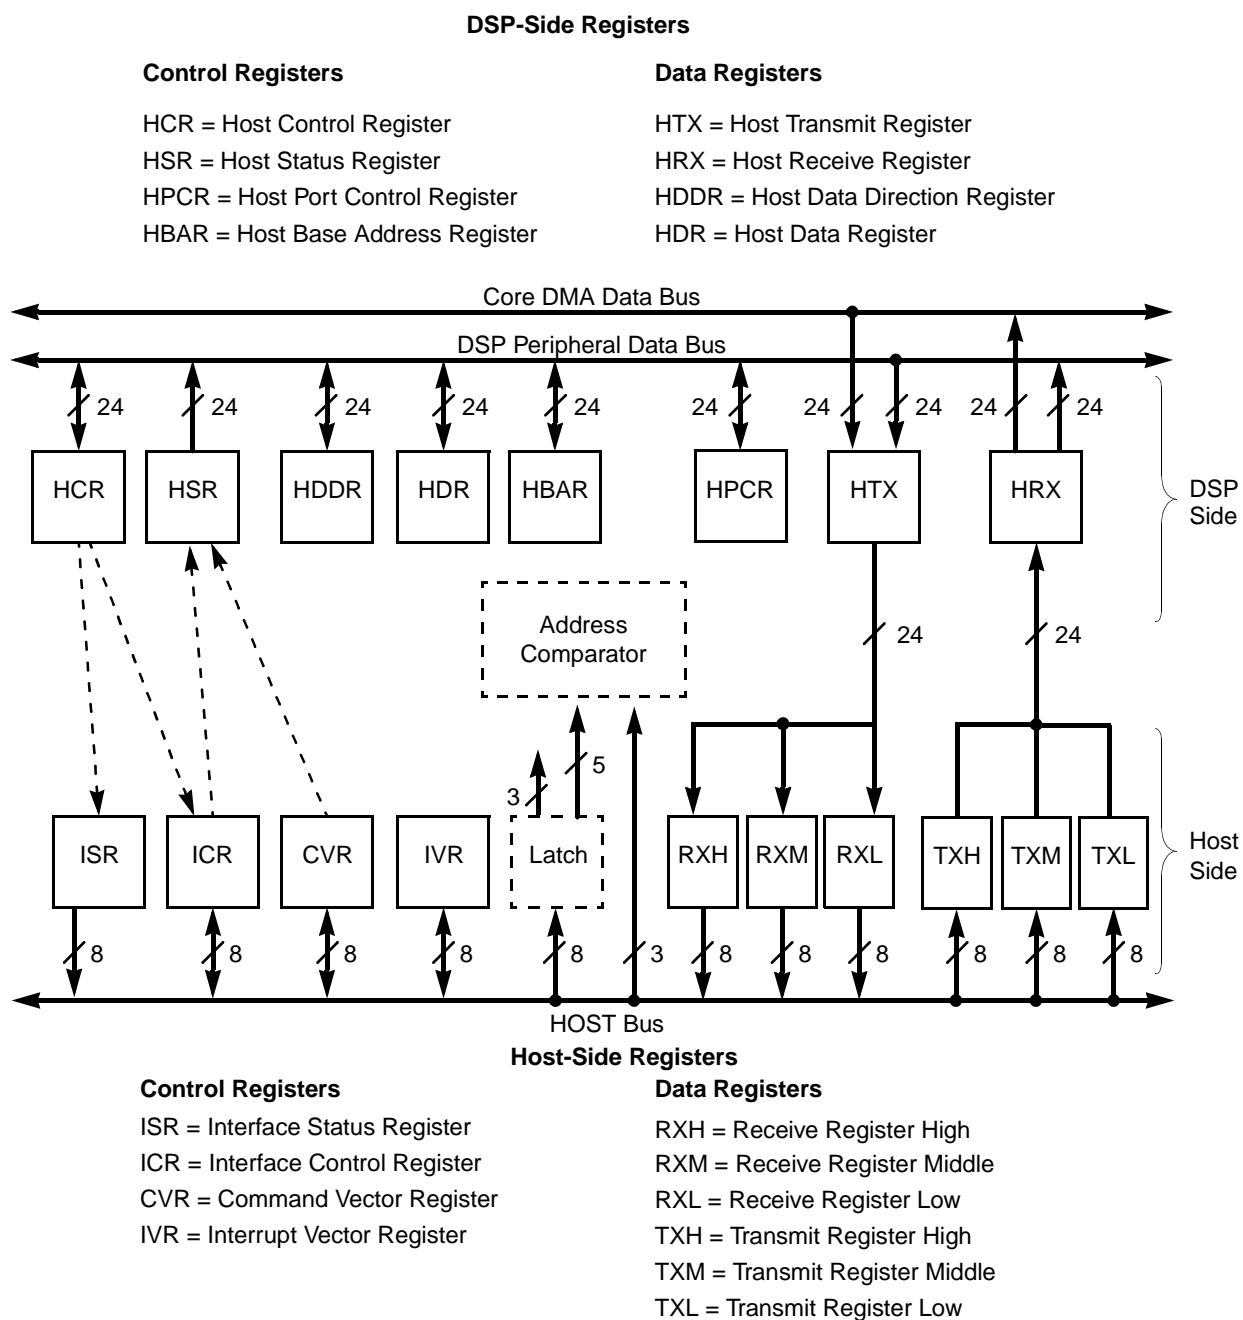 DSP-Side Registers
Control Registers
HCR = Host Control Register
HSR = Host Status Register
HPCR = Host Port Control Register
HBAR = Host Base Address Register
Data Registers
HTX = Host Transmit Register
HRX = Host Receive Register
HDDR = Host Data Direction Register
HDR = Host Data Register
Core DMA Data Bus
DSP Peripheral Data Bus
24 24 24 24 24 24 24 24 24 24
HCR HSR HDDR HDR HBAR HPCR HTX HRX
DSP
Side
Address
Comparator
24 24
3 5
ISR ICR CVR IVR Latch RXH RXM RXL TXH TXM TXL
Host
Side
8 8 8 8 8 3 8 8 8 8 8 8
HOST Bus
Host-Side Registers
Control Registers
ISR = Interface Status Register
ICR = Interface Control Register
CVR = Command Vector Register
IVR = Interrupt Vector Register
Data Registers
RXH = Receive Register High
RXM = Receive Register Middle
RXL = Receive Register Low
TXH = Transmit Register High
TXM = Transmit Register Middle
TXL = Transmit Register Low